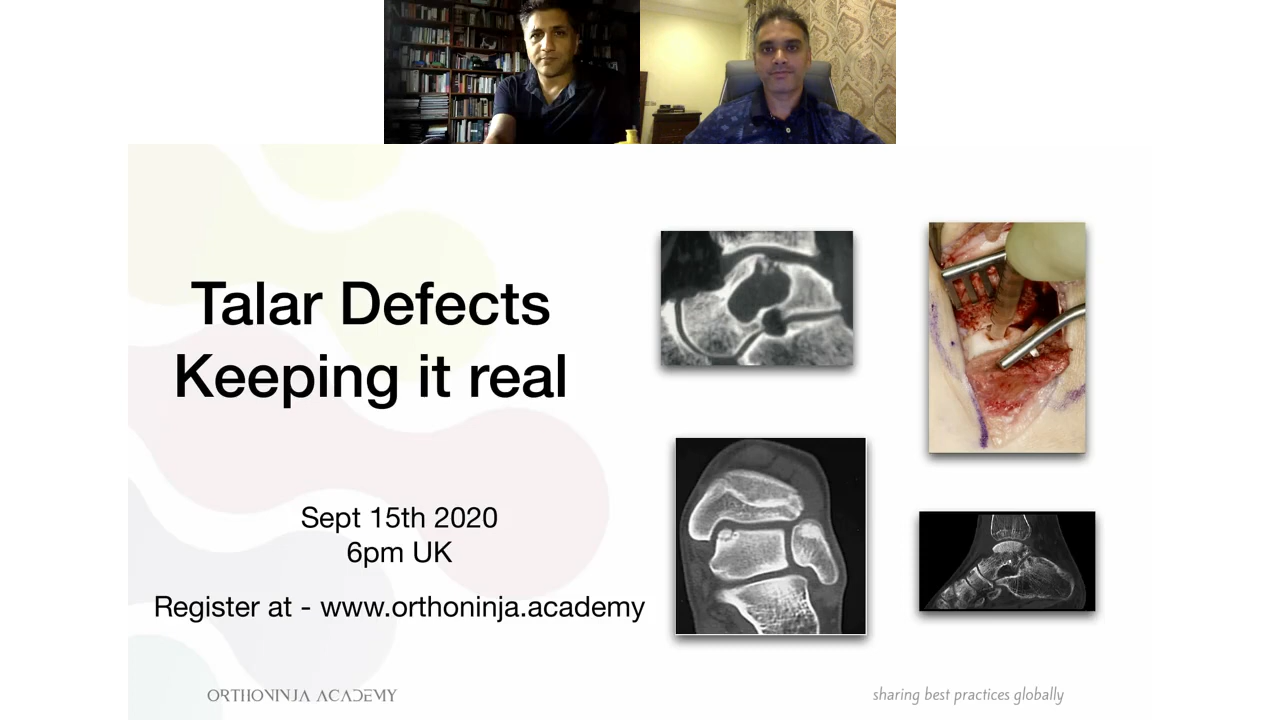 Talar Defects
Keeping it real
Sept 15th 2020
6pm UK
Register at - www.orthoninja.academy
ORTHONINJA ACADEMY
sharing best practices globally